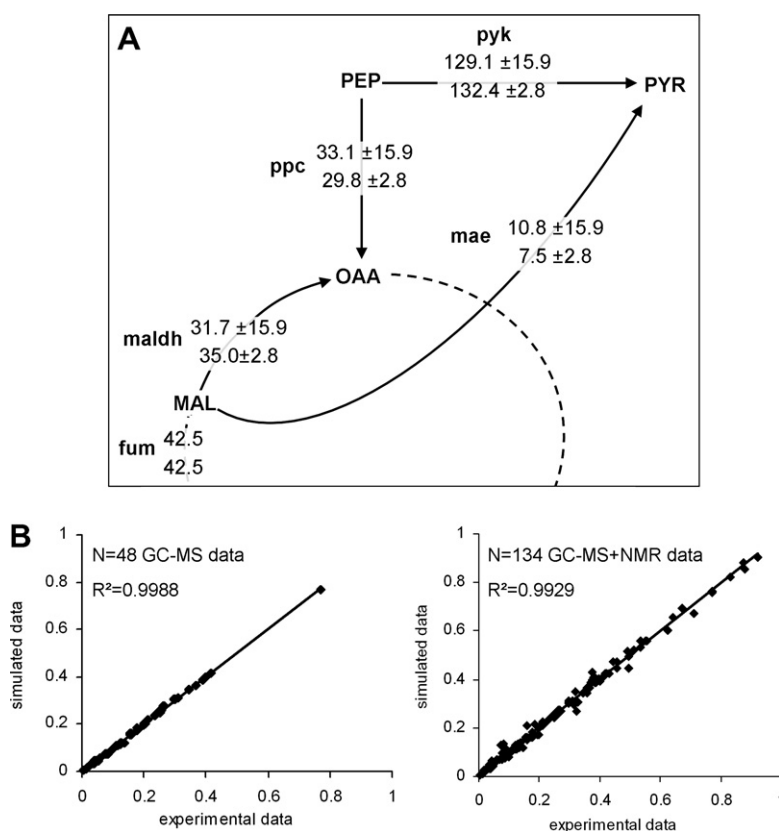 A
pyk
129.1 ±15.9
132.4 ±2.8
PEP
PYR
ppc
33.1 ±15.9
29.8 ±2.8
mae
10.8 ±15.9
7.5 ±2.8
OAA
maldh
31.7 ±15.9
35.0±2.8
MAL
fum
42.5
42.5
B
N=48 GC-MS data
R²=0.9988
simulated data
1
0.8
0.6
0.4
0.2
0
0 0.2 0.4 0.6 0.8 1
experimental data
N=134 GC-MS+NMR data
R²=0.9929
simulated data
1
0.8
0.6
0.4
0.2
0
0 0.2 0.4 0.6 0.8 1
experimental data